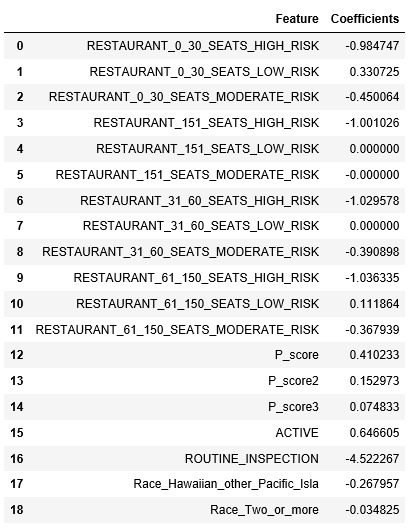 Feature Coefficients
0 RESTAURANT_0_30_SEATS_HIGH_RISK -0.984747
1 RESTAURANT_0_30_SEATS_LOW_RISK 0.330725
2 RESTAURANT_0_30_SEATS_MODERATE_RISK -0.450064
3 RESTAURANT_151_SEATS_HIGH_RISK -1.001026
4 RESTAURANT_151_SEATS_LOW_RISK 0.000000
5 RESTAURANT_151_SEATS_MODERATE_RISK -0.000000
6 RESTAURANT_31_60_SEATS_HIGH_RISK -1.029578
7 RESTAURANT_31_60_SEATS_LOW_RISK 0.000000
8 RESTAURANT_31_60_SEATS_MODERATE_RISK -0.390898
9 RESTAURANT_61_150_SEATS_HIGH_RISK -1.036335
10 RESTAURANT_61_150_SEATS_LOW_RISK 0.111864
11 RESTAURANT_61_150_SEATS_MODERATE_RISK -0.367939
12 P_score 0.410233
13 P_score2 0.152973
14 P_score3 0.074833
15 ACTIVE 0.646605
16 ROUTINE_INSPECTION -4.522267
17 Race_Hawaiian_other_Pacific_Isla -0.267957
18 Race_Two_or_more -0.034825